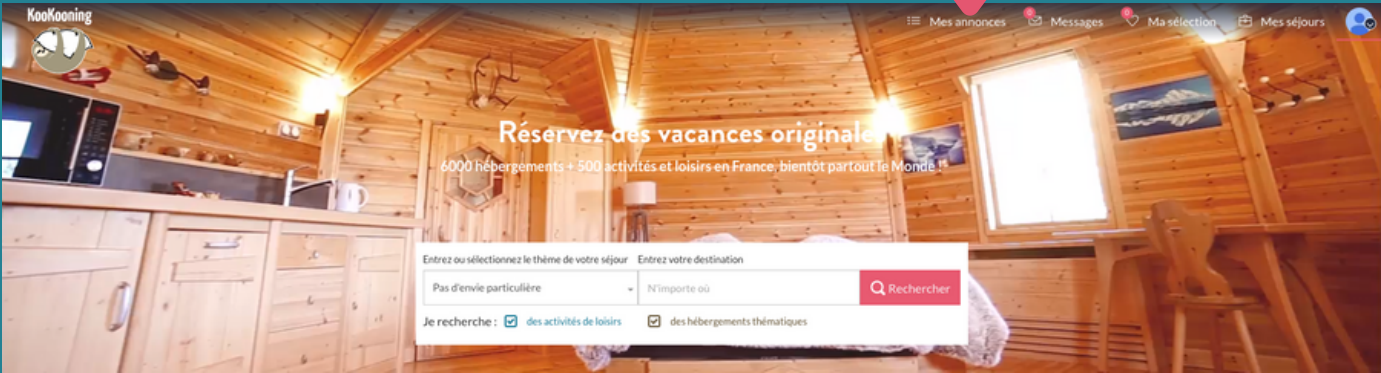 KooKooning
Mes annonces
0 Messages
0 Ma sélection
Mes séjours
Réservez des vacances originales
6000 hébergements + 500 activités et loisirs en France, bientôt partout le Monde !
Entrez ou sélectionnez le thème de votre séjour Entrez votre destination
Pas d'envie particulière N'importe où Rechercher
Je recherche : des activités de loisirs des hébergements thématiques